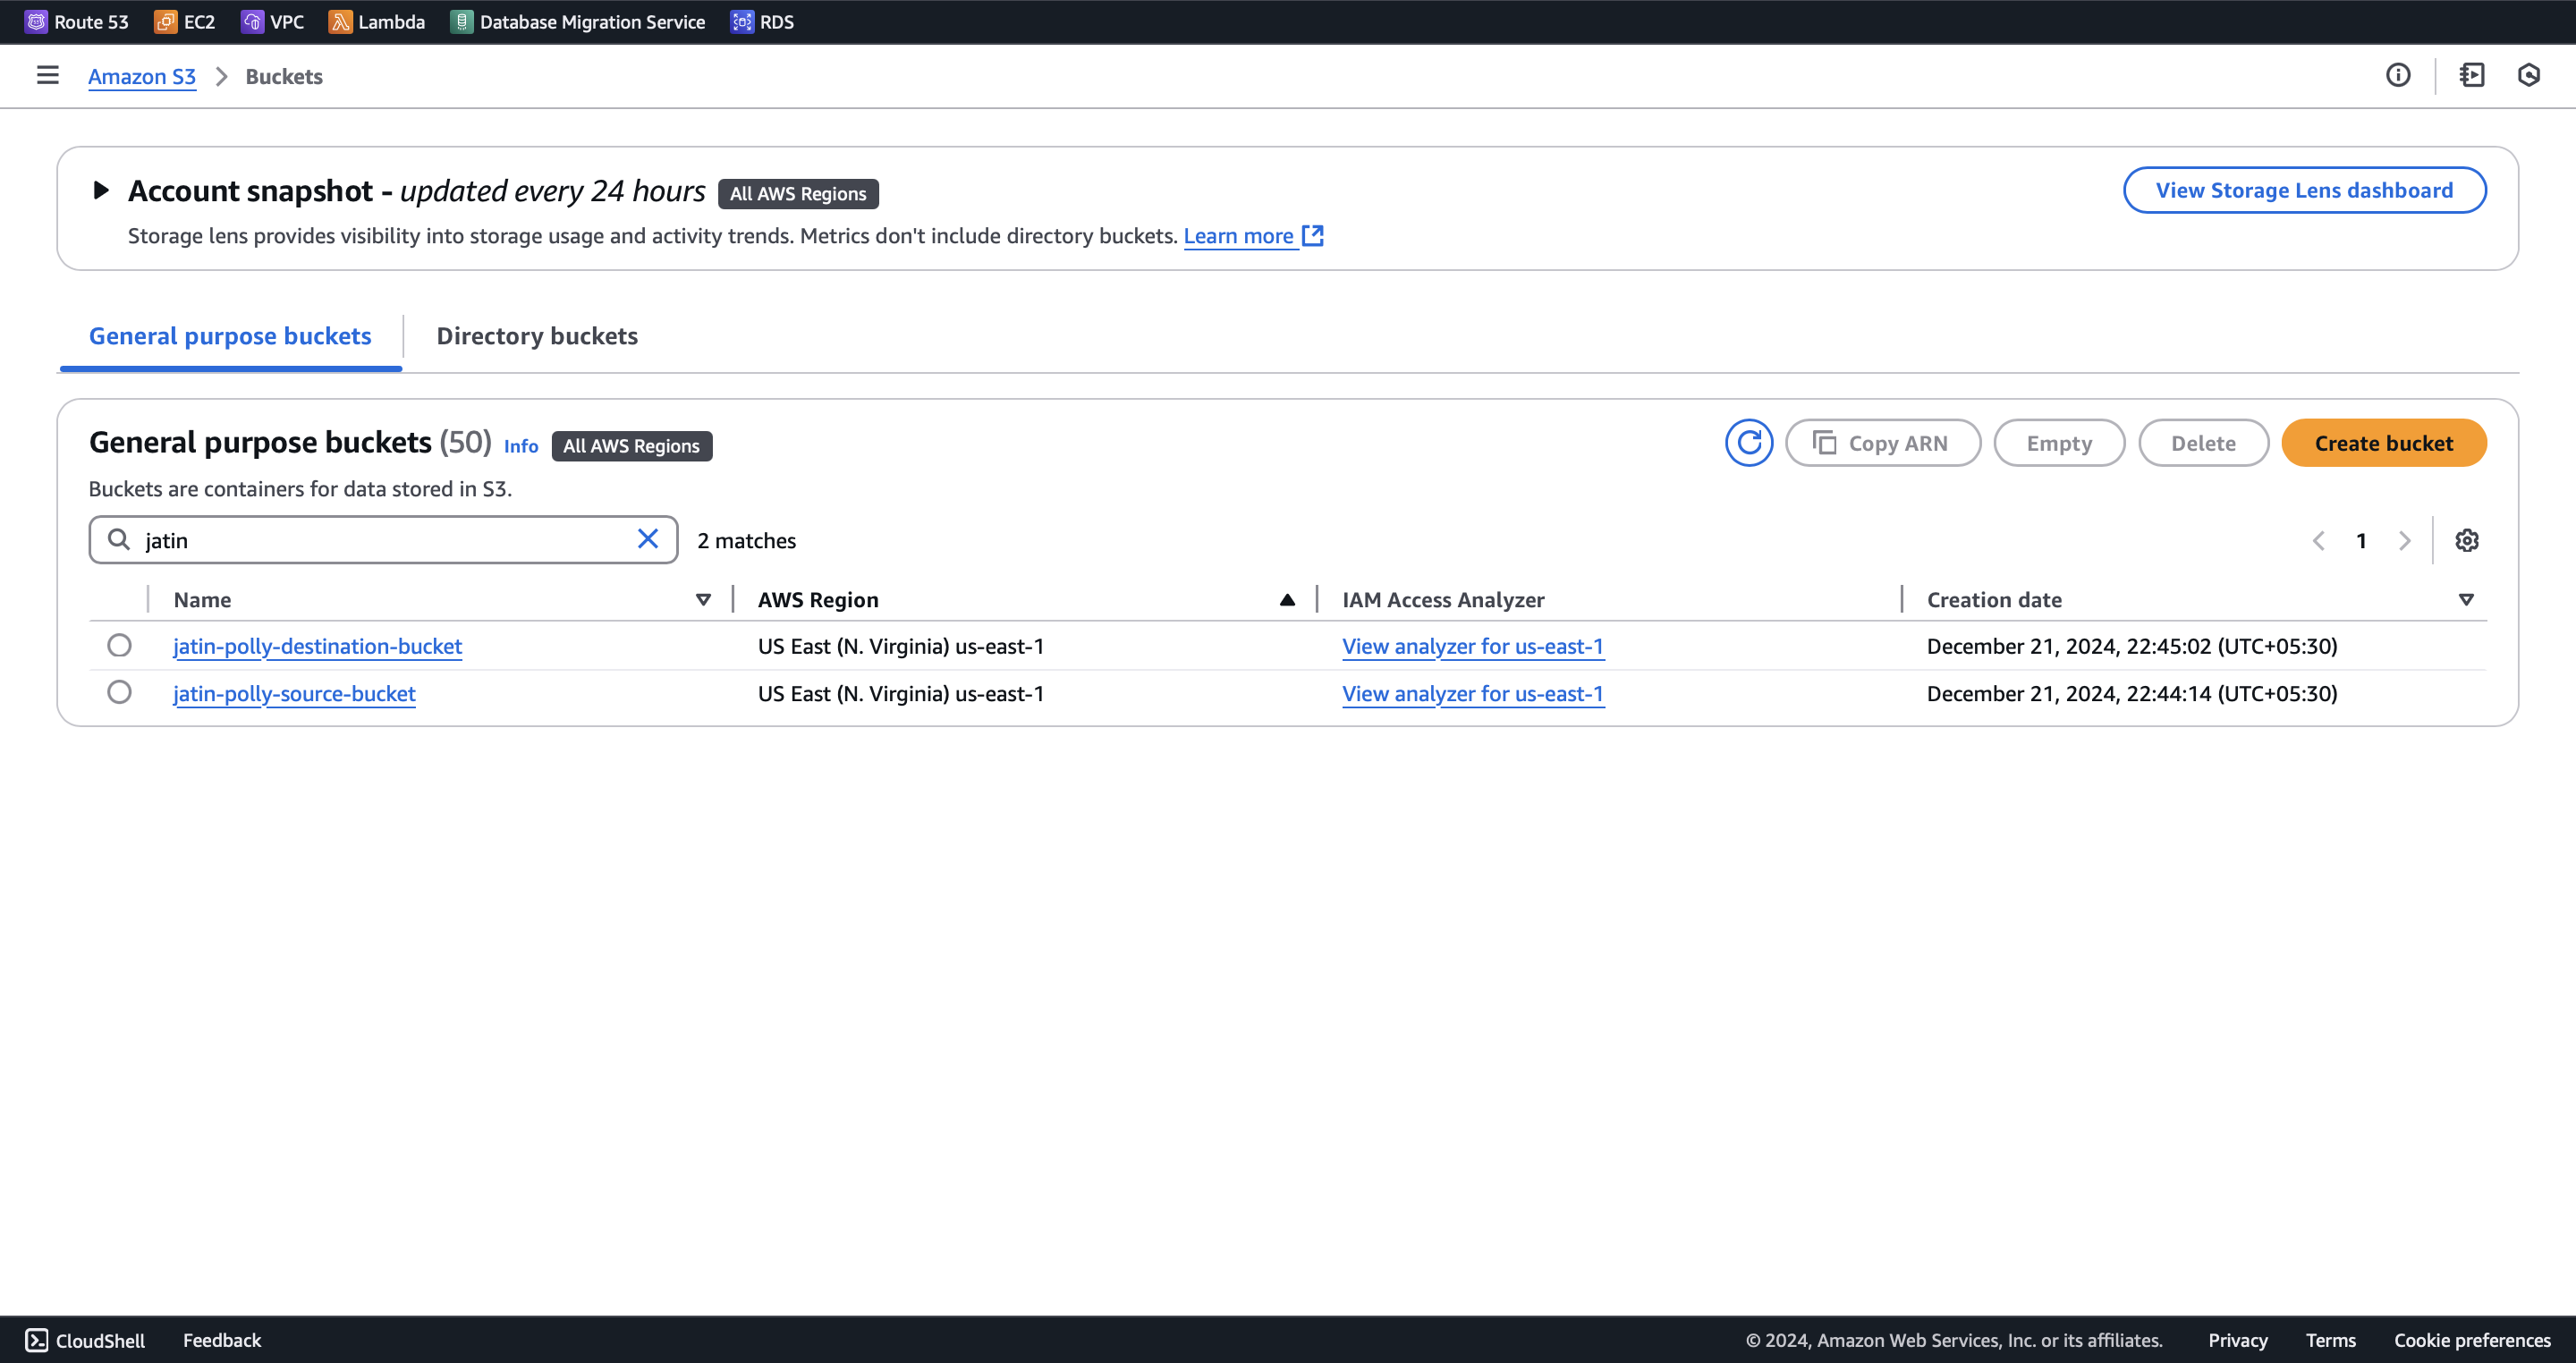 Route 53 EC2 VPC Lambda Database Migration Service RDS
Amazon S3 Buckets
Account snapshot - updated every 24 hours All AWS Regions View Storage Lens dashboard
Storage lens provides visibility into storage usage and activity trends. Metrics don't include directory buckets. Learn more
General purpose buckets Directory buckets
General purpose buckets (50) Info All AWS Regions Copy ARN Empty Delete Create bucket
Buckets are containers for data stored in S3.
jatin 2 matches 1
Name AWS Region IAM Access Analyzer Creation date
jatin-polly-destination-bucket US East (N. Virginia) us-east-1 View analyzer for us-east-1 December 21, 2024, 22:45:02 (UTC+05:30)
jatin-polly-source-bucket US East (N. Virginia) us-east-1 View analyzer for us-east-1 December 21, 2024, 22:44:14 (UTC+05:30)
CloudShell Feedback © 2024, Amazon Web Services, Inc. or its affiliates. Privacy Terms Cookie preferences